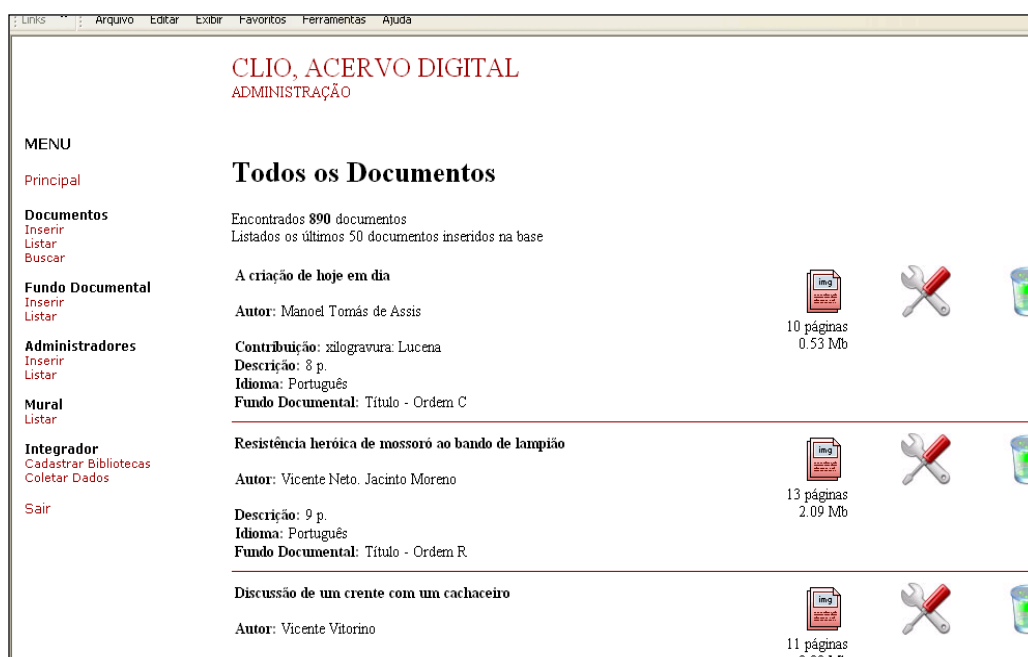 Links
Arquivo Editar Exibir Favoritos Ferramentas Ajuda
CLIO, ACERVO DIGITAL
ADMINISTRAÇÃO
MENU
Principal
Documentos
Inserir
Listar
Buscar
Fundo Documental
Inserir
Listar
Administradores
Inserir
Listar
Mural
Listar
Integrador
Cadastrar Bibliotecas
Coletar Dados
Sair
Todos os Documentos
Encontrados 890 documentos
Listados os últimos 50 documentos inseridos na base
A criação de hoje em dia
Autor: Manoel Tomás de Assis
Contribuição: xilogravura: Lucena
Descrição: 8 p.
Idioma: Português
Fundo Documental: Título - Ordem C
img
10 páginas
0.53 Mb
Resistência heróica de mossoró ao bando de lampião
Autor: Vicente Neto. Jacinto Moreno
Descrição: 9 p.
Idioma: Português
Fundo Documental: Título - Ordem R
img
13 páginas
2.09 Mb
Discussão de um crente com um cachaceiro
Autor: Vicente Vitorino
img
11 páginas